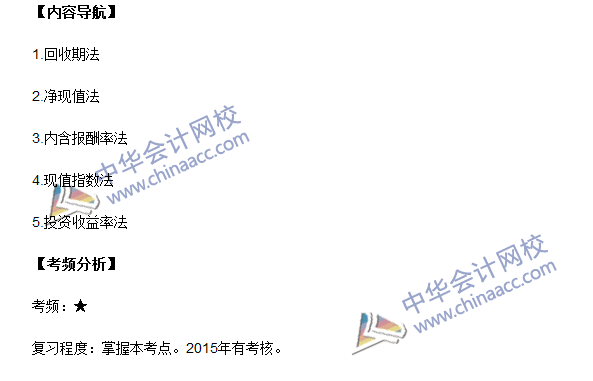 【内容导航】
1.回收期法
2.净现值法
3.内含报酬率法
4.现值指数法
5.投资收益率法
【考频分析】
考频：★
复习程度：掌握本考点。2015年有考核。
中华会计网校
www.chinaacc.com
中华会计网校
www.chinaacc.com